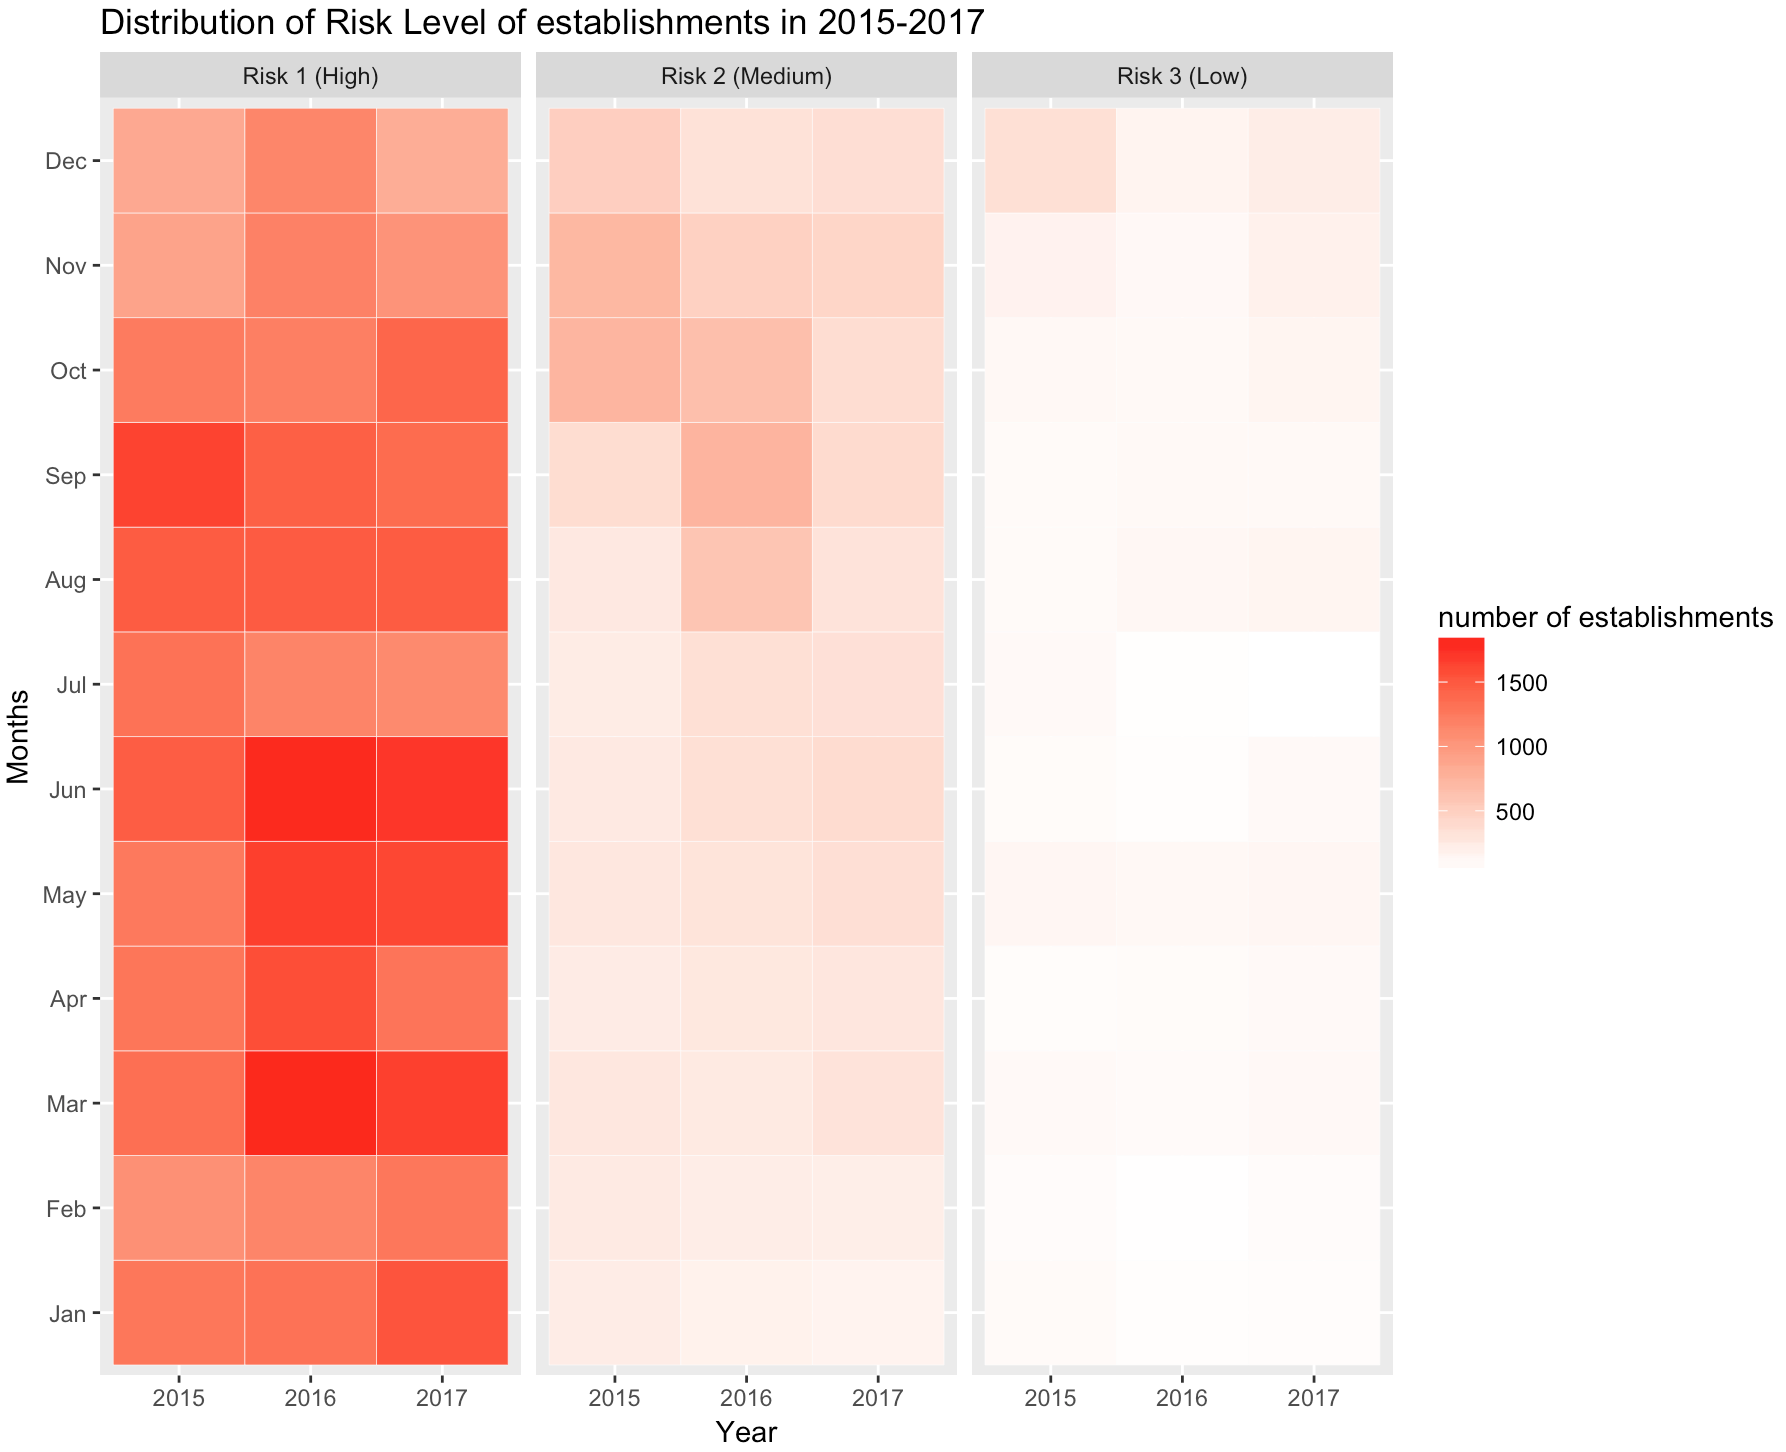 Distribution of Risk Level of establishments in 2015-2017
Risk 1 (High)
Risk 2 (Medium)
Risk 3 (Low)
Dec
Nov
Oct
Sep
Aug
Jul
Jun
May
Apr
Mar
Feb
Jan
Months
2015 2016 2017
2015 2016 2017
2015 2016 2017
Year
number of establishments
1500
1000
500